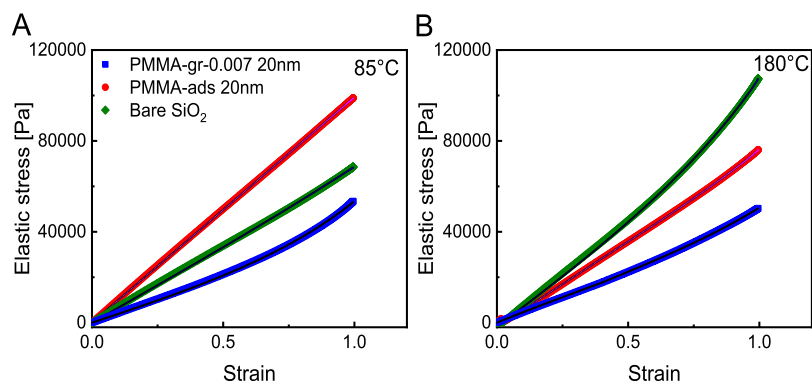 A
120000
80000
40000
0
Elastic stress [Pa]
PMMA-gr-0.007 20nm
PMMA-ads 20nm
Bare SiO₂
85°C
0.0
0.5
1.0
Strain
B
120000
80000
40000
0
Elastic stress [Pa]
180°C
0.0
0.5
1.0
Strain